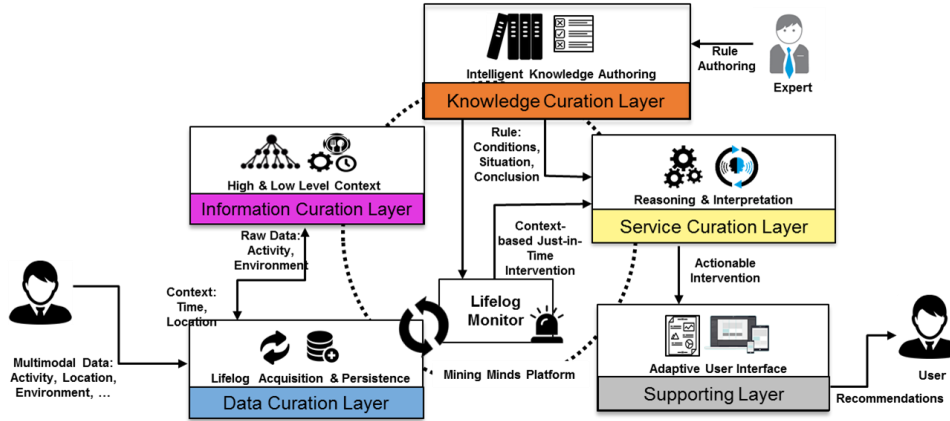 Intelligent Knowledge Authoring
Knowledge Curation Layer
Rule
Authoring
Expert
High & Low Level Context
Information Curation Layer
Rule:
Conditions,
Situation,
Conclusion
Reasoning & Interpretation
Service Curation Layer
Raw Data:
Activity,
Environment
Context-
based Just-in-
Time
Intervention
Actionable
Intervention
Context:
Time,
Location
Lifelog
Monitor
Multimodal Data:
Activity, Location,
Environment, ...
Lifelog Acquisition & Persistence
Data Curation Layer
Mining Minds Platform
Adaptive User Interface
Supporting Layer
User
Recommendations